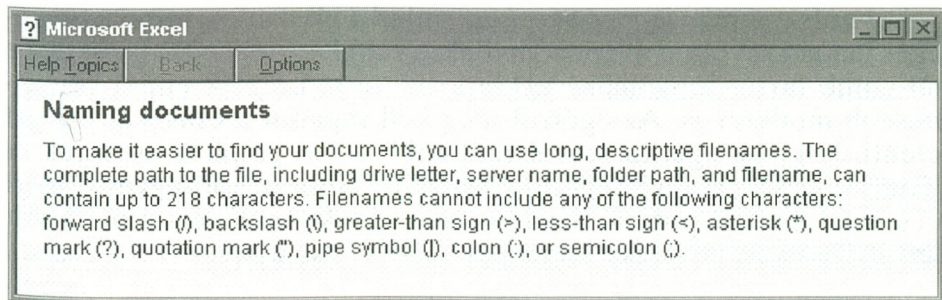 ? Microsoft Excel
Help Topics Back Options
Naming documents
To make it easier to find your documents, you can use long, descriptive filenames. The
complete path to the file, including drive letter, server name, folder path, and filename, can
contain up to 218 characters. Filenames cannot include any of the following characters:
forward slash (/), backslash (\), greater-than sign (>), less-than sign (<), asterisk (*), question
mark (?), quotation mark ("), pipe symbol (|), colon (:), or semicolon (;).